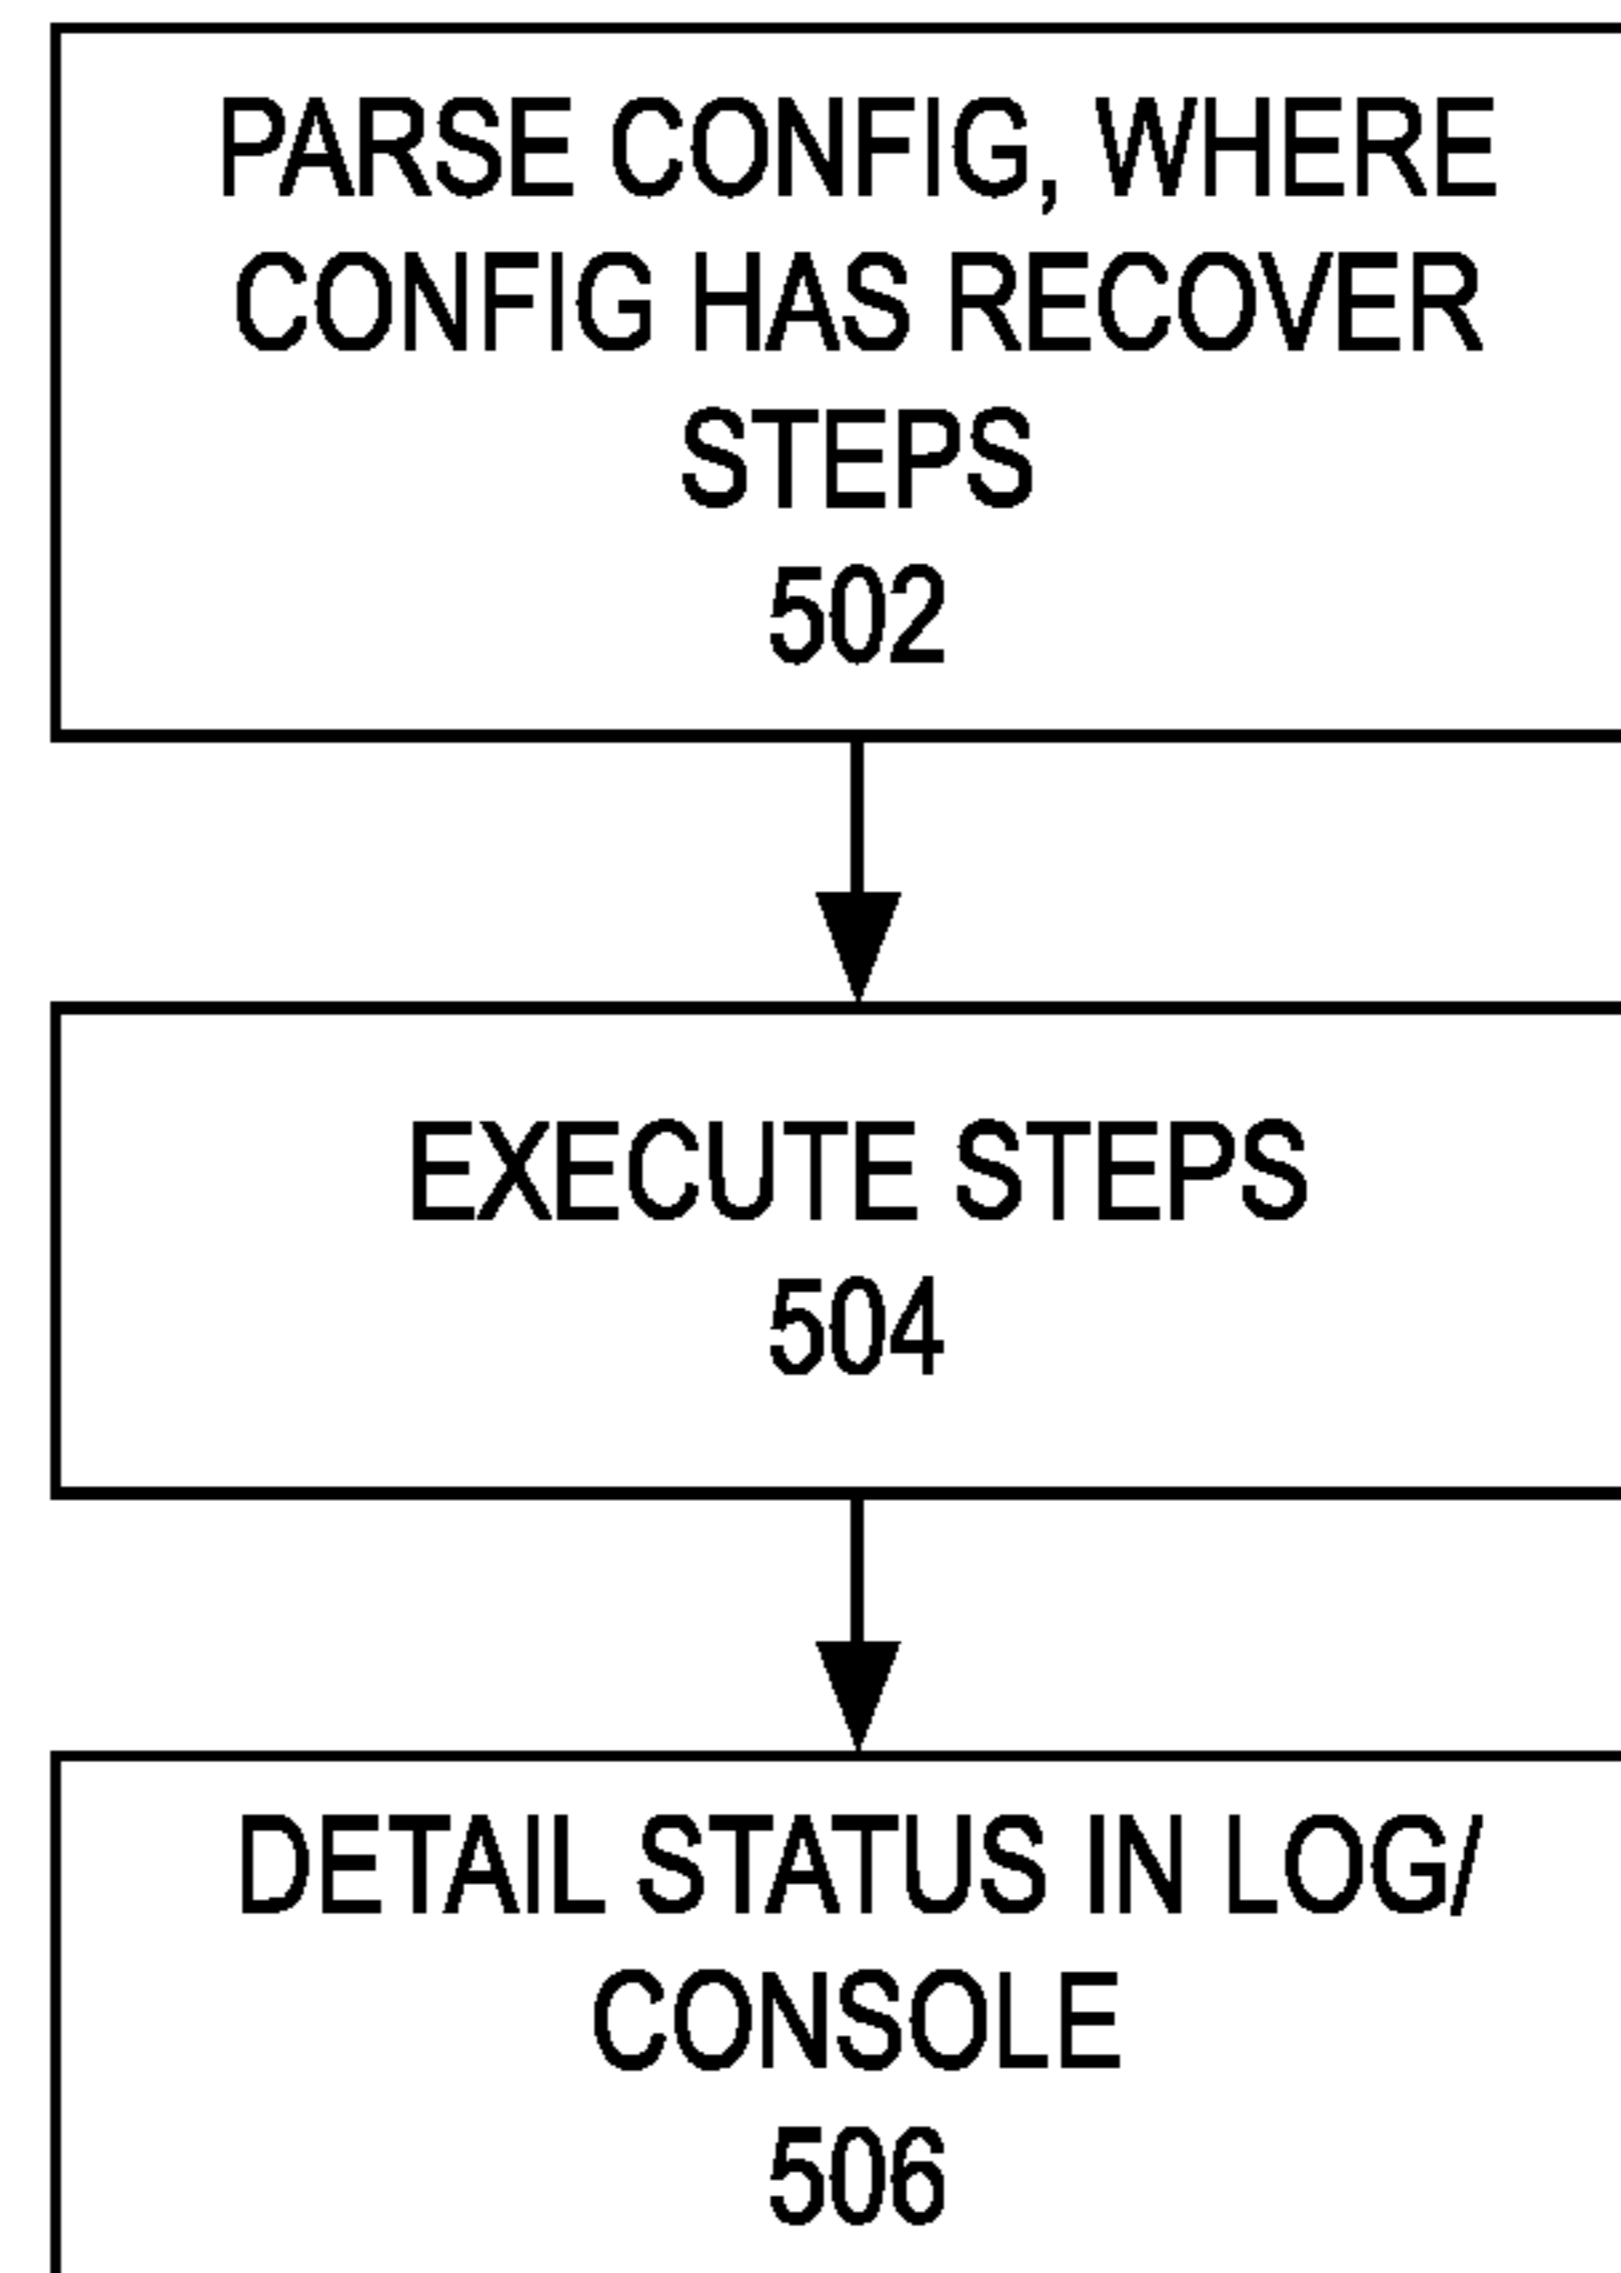 PARSE CONFIG, WHERE
CONFIG HAS RECOVER
STEPS
502
EXECUTE STEPS
504
DETAIL STATUS IN LOG/
CONSOLE
506